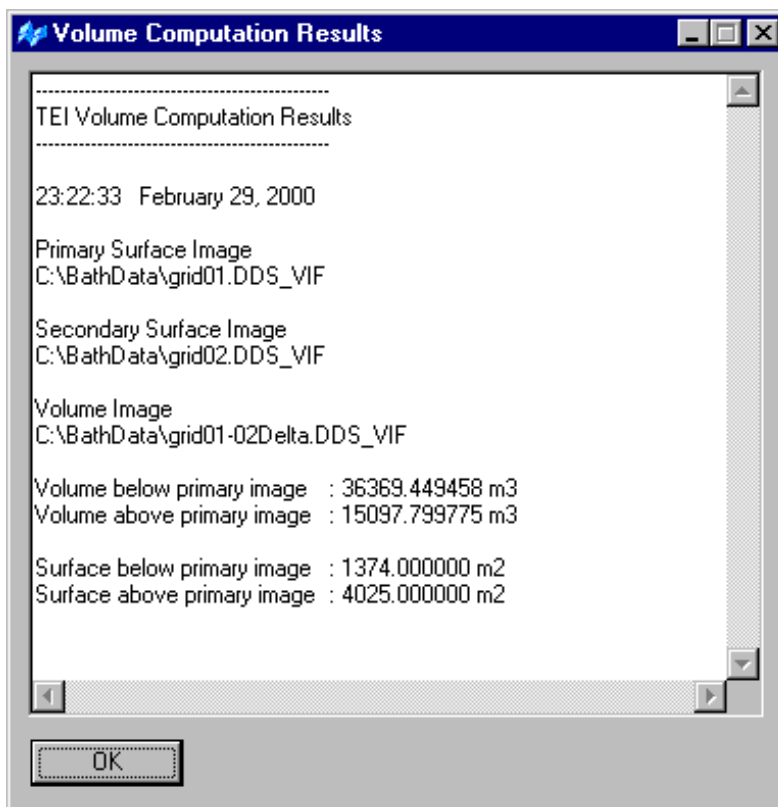 Volume Computation Results
------------------------------------------------
TEI Volume Computation Results
------------------------------------------------
23:22:33 February 29, 2000
Primary Surface Image
C:\BathData\grid01.DDS_VIF
Secondary Surface Image
C:\BathData\grid02.DDS_VIF
Volume Image
C:\BathData\grid01-02Delta.DDS_VIF
Volume below primary image : 36369.449458 m3
Volume above primary image : 15097.799775 m3
Surface below primary image : 1374.000000 m2
Surface above primary image : 4025.000000 m2
OK